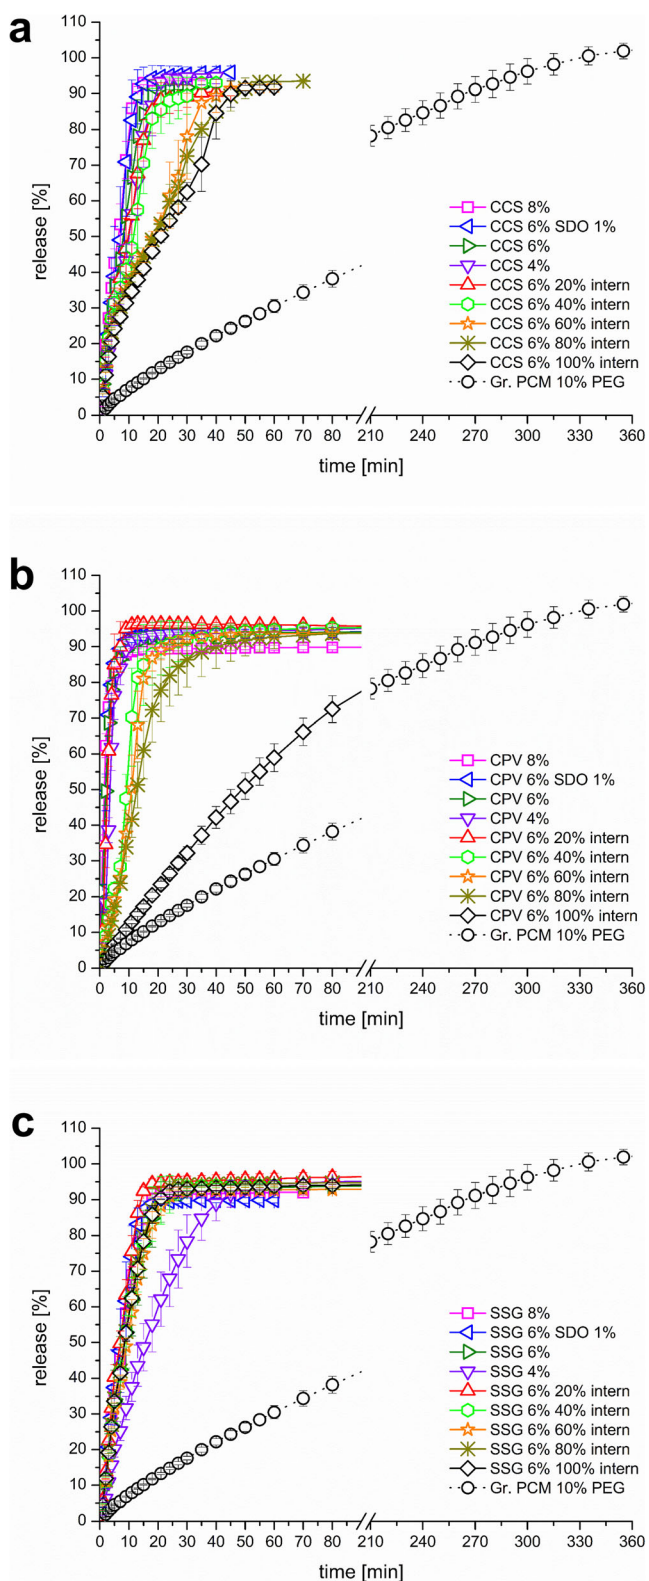 a
110
100
90
80
70
60
50
40
30
20
10
0
release [%]
CCS 8%
CCS 6% SDO 1%
CCS 6%
CCS 4%
CCS 6% 20% intern
CCS 6% 40% intern
CCS 6% 60% intern
CCS 6% 80% intern
CCS 6% 100% intern
Gr. PCM 10% PEG
0 10 20 30 40 50 60 70 80 210 240 270 300 330 360
time [min]
b
110
100
90
80
70
60
50
40
30
20
10
0
release [%]
CPV 8%
CPV 6% SDO 1%
CPV 6%
CPV 4%
CPV 6% 20% intern
CPV 6% 40% intern
CPV 6% 60% intern
CPV 6% 80% intern
CPV 6% 100% intern
Gr. PCM 10% PEG
0 10 20 30 40 50 60 70 80 210 240 270 300 330 360
time [min]
c
110
100
90
80
70
60
50
40
30
20
10
0
release [%]
SSG 8%
SSG 6% SDO 1%
SSG 6%
SSG 4%
SSG 6% 20% intern
SSG 6% 40% intern
SSG 6% 60% intern
SSG 6% 80% intern
SSG 6% 100% intern
Gr. PCM 10% PEG
0 10 20 30 40 50 60 70 80 210 240 270 300 330 360
time [min]